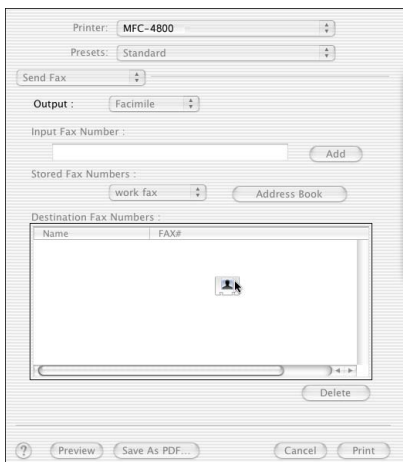 Printer: MFC-4800
Presets: Standard
Send Fax
Output : Facimile
Input Fax Number :
Add
Stored Fax Numbers :
work fax Address Book
Destination Fax Numbers :
Name FAX#
Delete
? Preview Save As PDF... Cancel Print